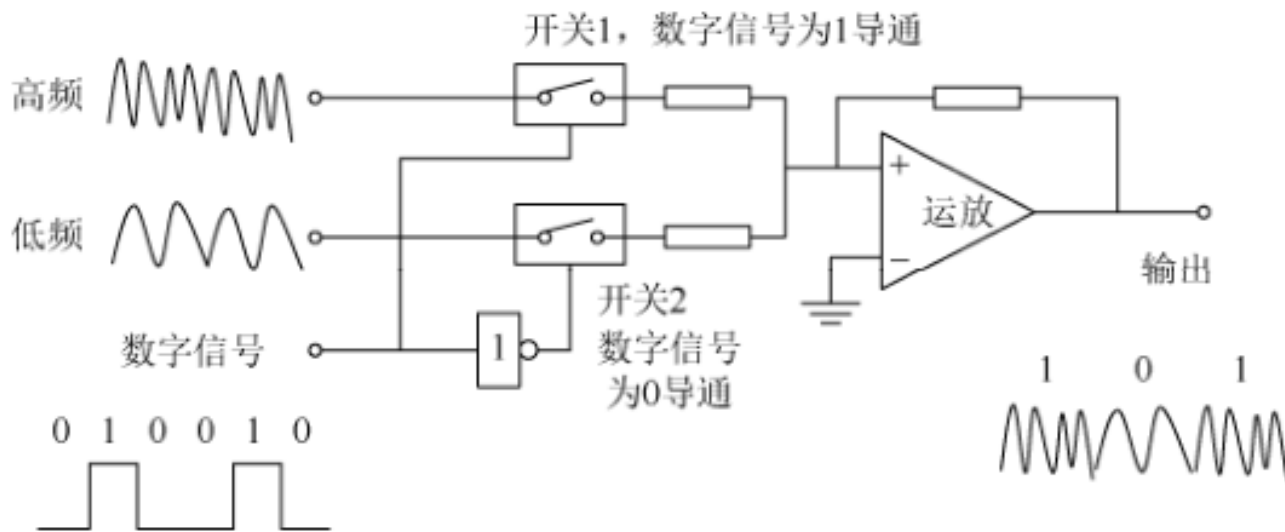 开关1，数字信号为1导通
高频
+
运放
−
低频
输出
开关2
数字信号
为0导通
数字信号
1
1 0 1
0 1 0 0 1 0